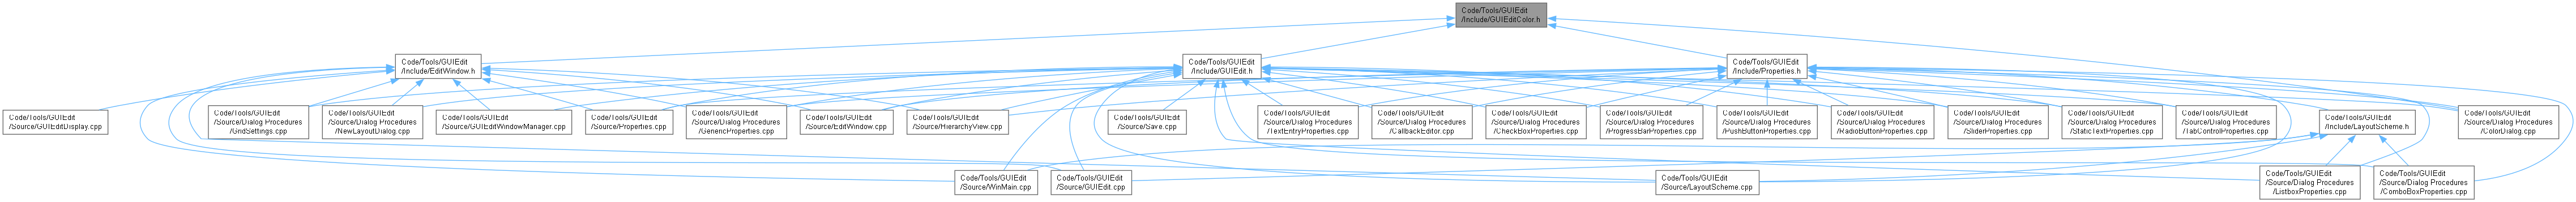 Code/Tools/GUIEdit
/Include/GUIEditColor.h
Code/Tools/GUIEdit
/Include/EditWindow.h
Code/Tools/GUIEdit
/Include/GUIEdit.h
Code/Tools/GUIEdit
/Include/Properties.h
Code/Tools/GUIEdit
/Source/GUIEditDisplay.cpp
Code/Tools/GUIEdit
/Source/Dialog Procedures
/GridSettings.cpp
Code/Tools/GUIEdit
/Source/Dialog Procedures
/NewLayoutDialog.cpp
Code/Tools/GUIEdit
/Source/GUIEditWindowManager.cpp
Code/Tools/GUIEdit
/Source/Properties.cpp
Code/Tools/GUIEdit
/Source/Dialog Procedures
/GenericProperties.cpp
Code/Tools/GUIEdit
/Source/EditWindow.cpp
Code/Tools/GUIEdit
/Source/HierarchyView.cpp
Code/Tools/GUIEdit
/Source/Save.cpp
Code/Tools/GUIEdit
/Source/Dialog Procedures
/TextEntryProperties.cpp
Code/Tools/GUIEdit
/Source/Dialog Procedures
/CallbackEditor.cpp
Code/Tools/GUIEdit
/Source/Dialog Procedures
/CheckBoxProperties.cpp
Code/Tools/GUIEdit
/Source/Dialog Procedures
/ProgressBarProperties.cpp
Code/Tools/GUIEdit
/Source/Dialog Procedures
/PushButtonProperties.cpp
Code/Tools/GUIEdit
/Source/Dialog Procedures
/RadioButtonProperties.cpp
Code/Tools/GUIEdit
/Source/Dialog Procedures
/SliderProperties.cpp
Code/Tools/GUIEdit
/Source/Dialog Procedures
/StaticTextProperties.cpp
Code/Tools/GUIEdit
/Source/Dialog Procedures
/TabControlProperties.cpp
Code/Tools/GUIEdit
/Include/LayoutScheme.h
Code/Tools/GUIEdit
/Source/Dialog Procedures
/ColorDialog.cpp
Code/Tools/GUIEdit
/Source/WinMain.cpp
Code/Tools/GUIEdit
/Source/GUIEdit.cpp
Code/Tools/GUIEdit
/Source/LayoutScheme.cpp
Code/Tools/GUIEdit
/Source/Dialog Procedures
/ListboxProperties.cpp
Code/Tools/GUIEdit
/Source/Dialog Procedures
/ComboBoxProperties.cpp